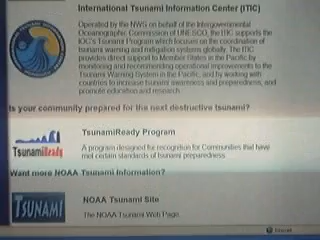 International Tsunami Information Center (ITIC)
Operated by the NWS on behalf of the Intergovernmental
Oceanographic Commission of UNESCO, the ITIC supports the
IOC's Tsunami Program which focuses on the coordination of
tsunami warning and mitigation systems globally. The ITIC
provides direct support to Member States in the Pacific by
monitoring and recommending operational improvements to the
Tsunami Warning System in the Pacific, and by working with
countries to increase tsunami awareness and preparedness, and
promote education and research.
Is your community prepared for the next destructive tsunami?
TsunamiReady
TsunamiReady Program
A program designed for recognition for Communities that have
met certain standards of tsunami preparedness.
Want more NOAA Tsunami Information?
TSUNAMI
NOAA Tsunami Site
The NOAA Tsunami Web Page.